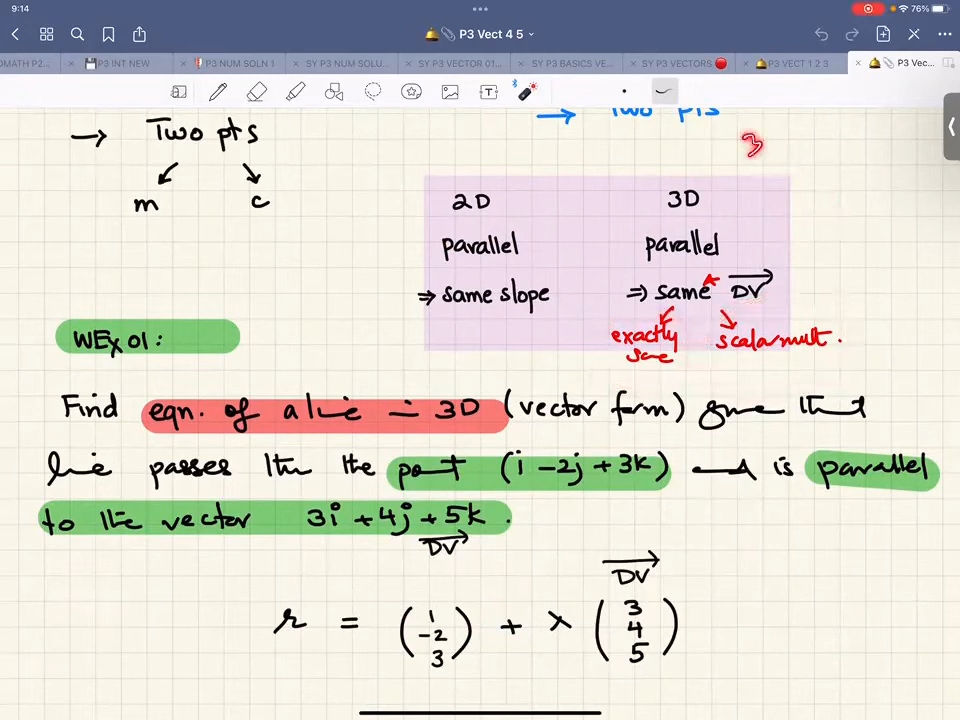 9:14
76%
P3 Vect 4 5
OMATH P2...
P3 INT NEW
P3 NUM SOLN 1
SY P3 NUM SOLU...
SY P3 VECTOR 01...
SY P3 BASICS VE...
SY P3 VECTORS
VECT 1 2 3
P3 Vec...
→ Two pts
→ Two pts
3
m c
2D 3D
parallel parallel
⇒ same slope ⇒ same* DV
exactly same scalar mult.
WEx 01:
Find eqn. of a line in 3D (vector form) given that
line passes thru the point (i - 2j + 3k) and is parallel
to the vector 3i + 4j + 5k.
DV
DV
r = (1 -2 3) + λ (3 4 5)